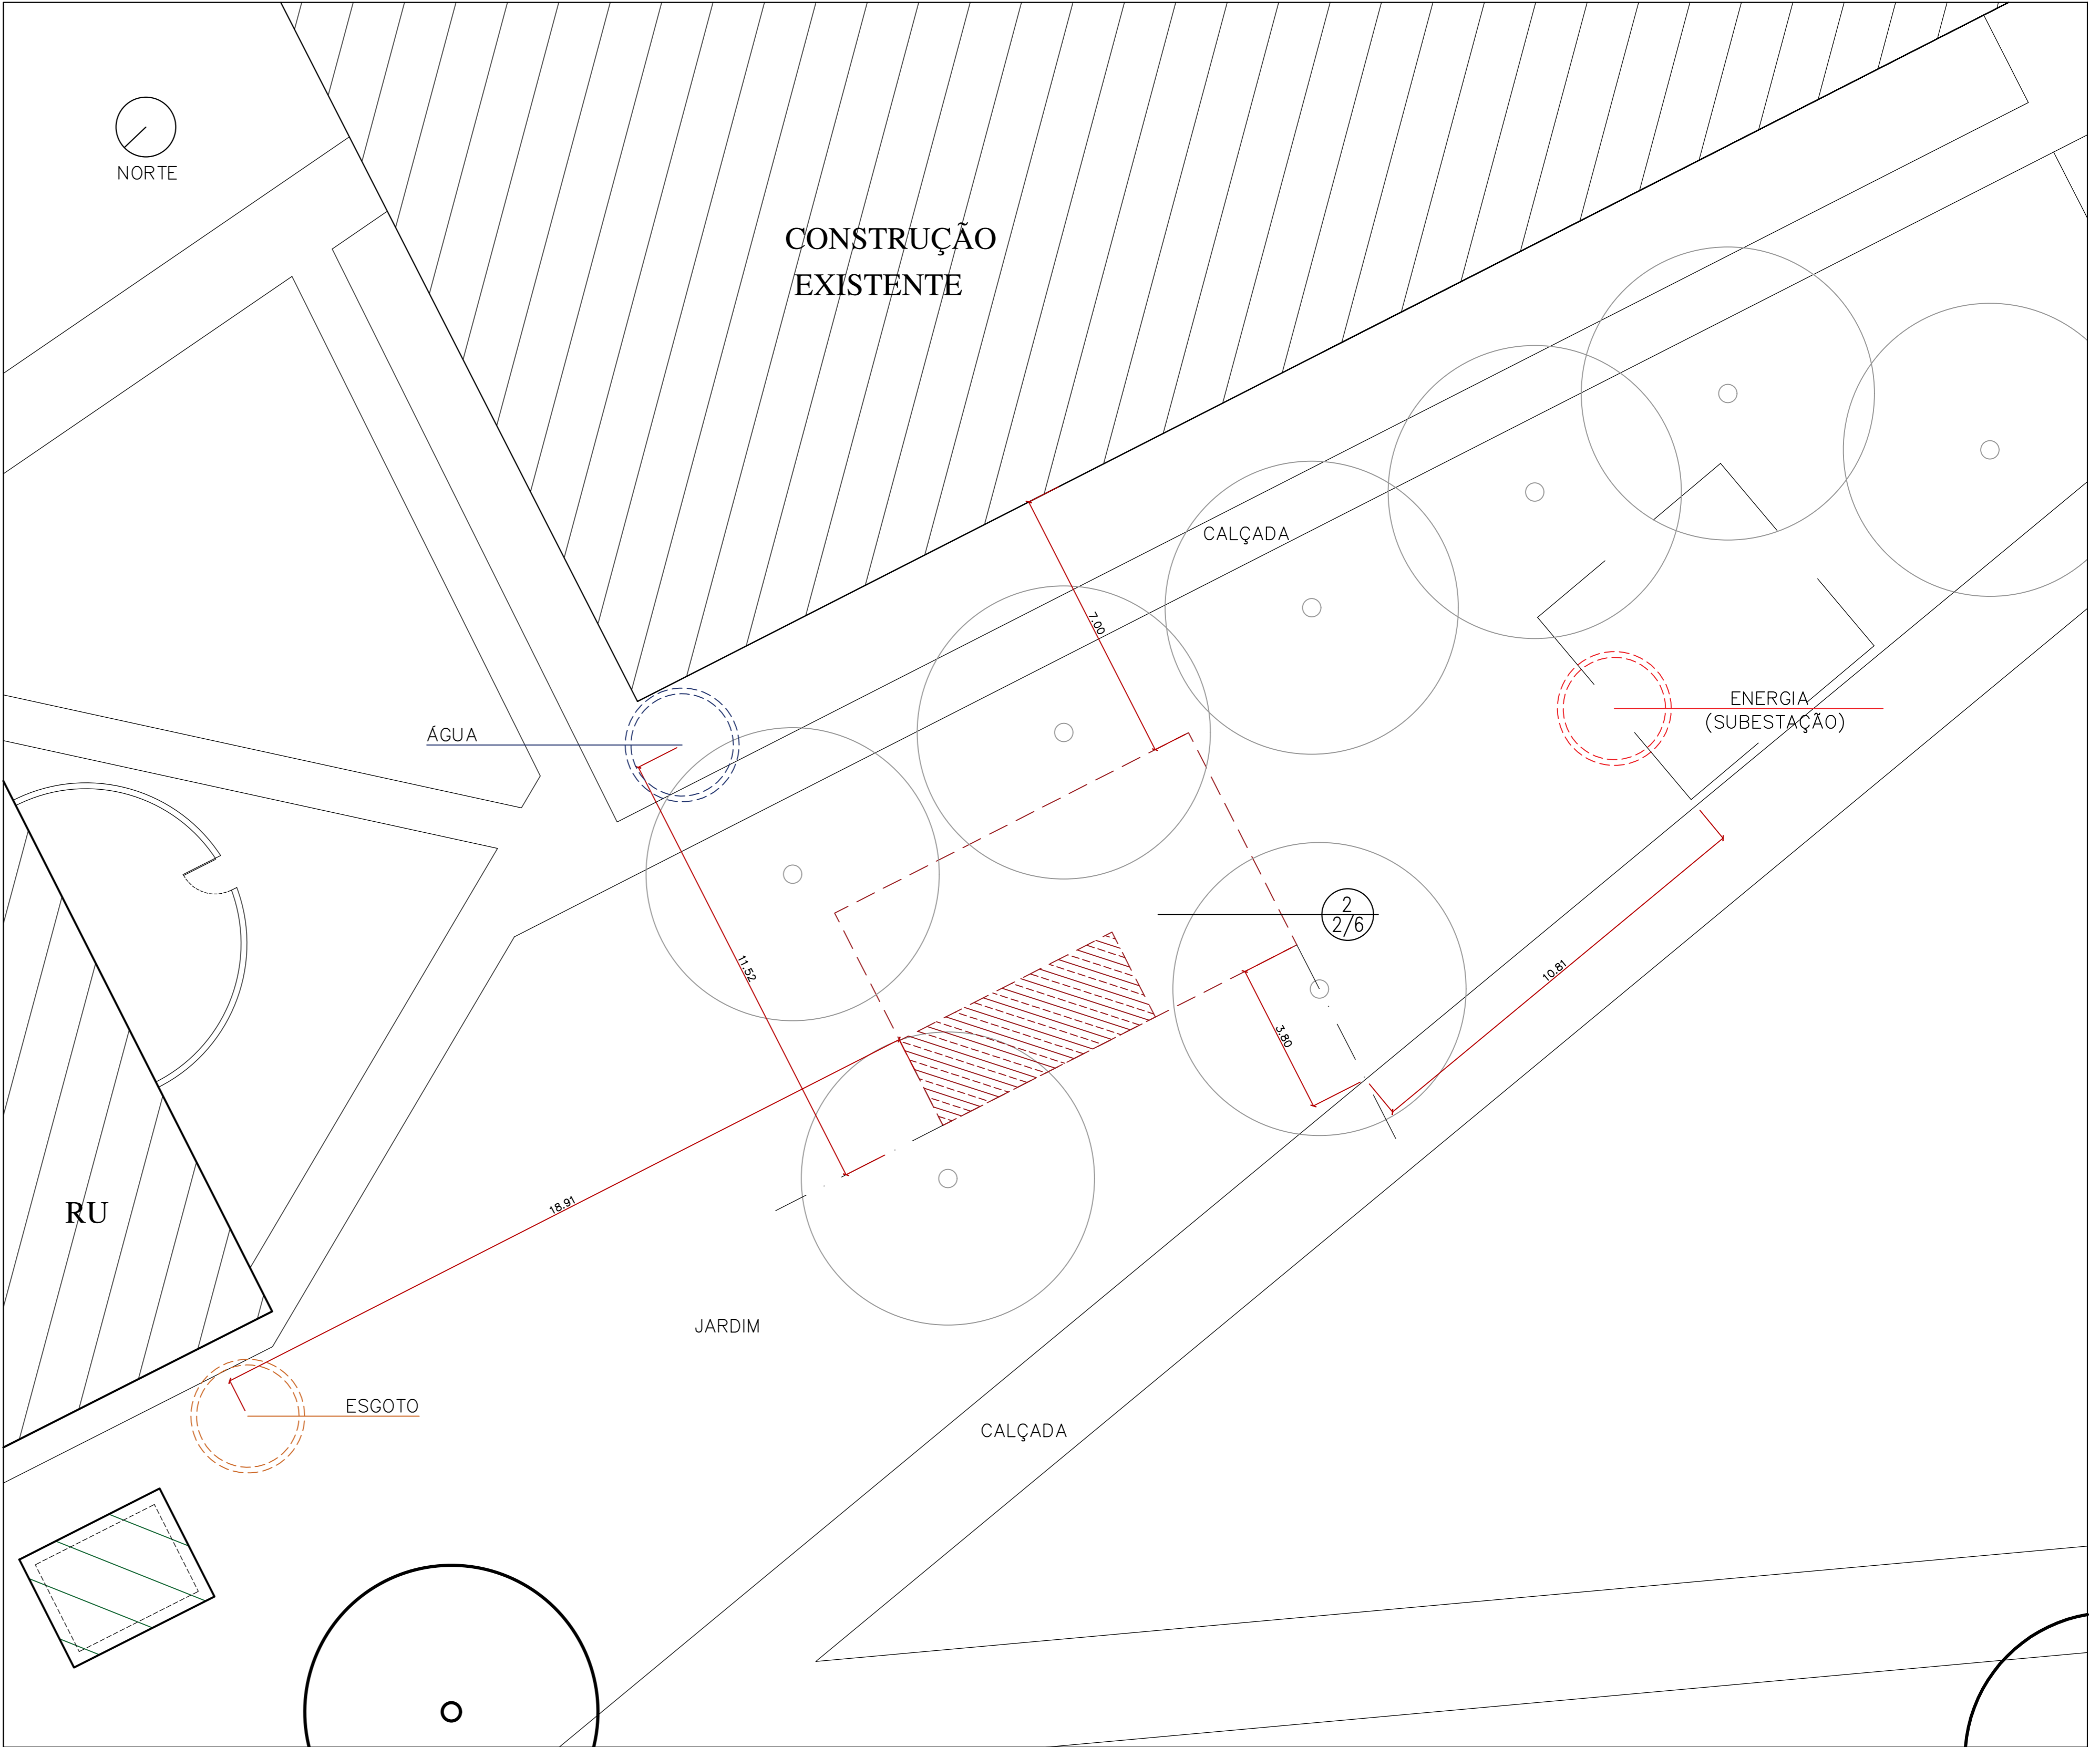 NORTE
CONSTRUÇÃO
EXISTENTE
CALÇADA
7.00
ENERGIA
(SUBESTAÇÃO)
ÁGUA
2
2/6
11.52
10.81
3.80
18.91
RU
JARDIM
ESGOTO
CALÇADA